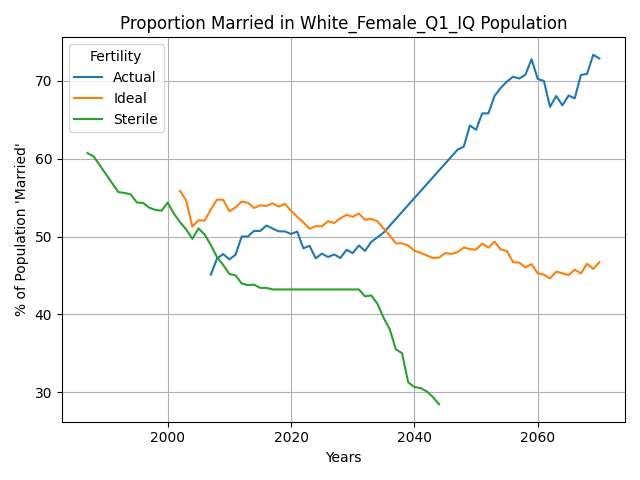 Proportion Married in White_Female_Q1_IQ Population
% of Population 'Married'
Fertility
Actual
Ideal
Sterile
70
60
50
40
30
2000
2020
2040
2060
Years